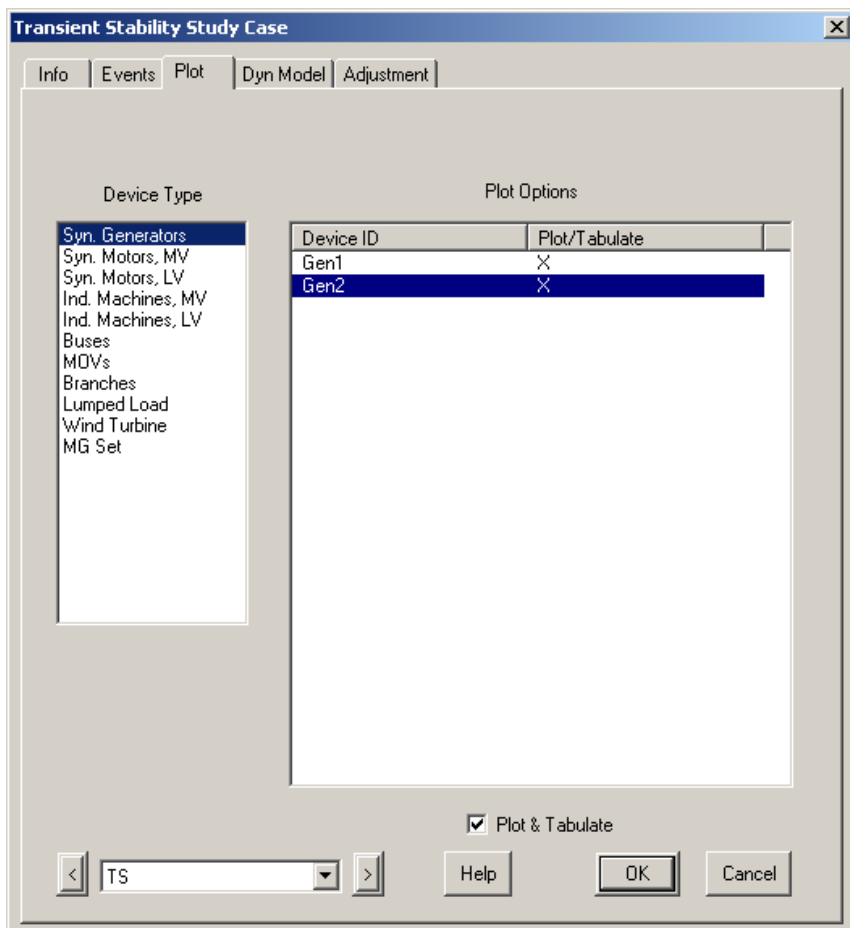 Transient Stability Study Case
Info Events Plot Dyn Model Adjustment
Device Type
Plot Options
Syn. Generators
Syn. Motors, MV
Syn. Motors, LV
Ind. Machines, MV
Ind. Machines, LV
Buses
MOVs
Branches
Lumped Load
Wind Turbine
MG Set
Device ID Plot/Tabulate
Gen1 X
Gen2 X
Plot & Tabulate
< TS > Help OK Cancel